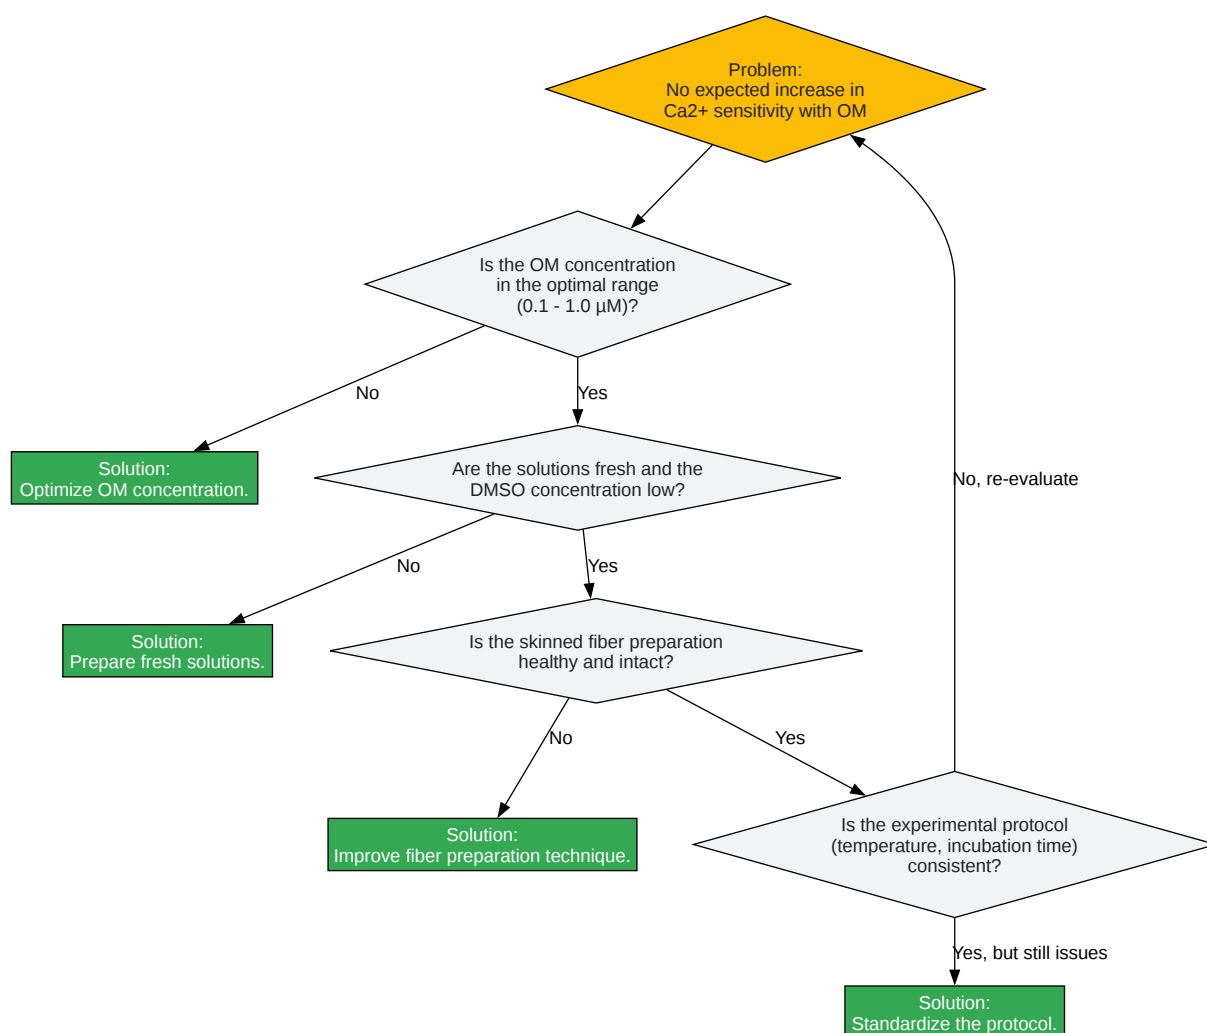 Problem:
No expected increase in
Ca2+ sensitivity with OM
Is the OM concentration
in the optimal range
(0.1 - 1.0 µM)?
No
Yes
Solution:
Optimize OM concentration.
Are the solutions fresh and the
DMSO concentration low?
No, re-evaluate
No
Yes
Solution:
Prepare fresh solutions.
Is the skinned fiber preparation
healthy and intact?
No
Yes
Solution:
Improve fiber preparation technique.
Is the experimental protocol
(temperature, incubation time)
consistent?
Yes, but still issues
Solution:
Standardize the protocol.